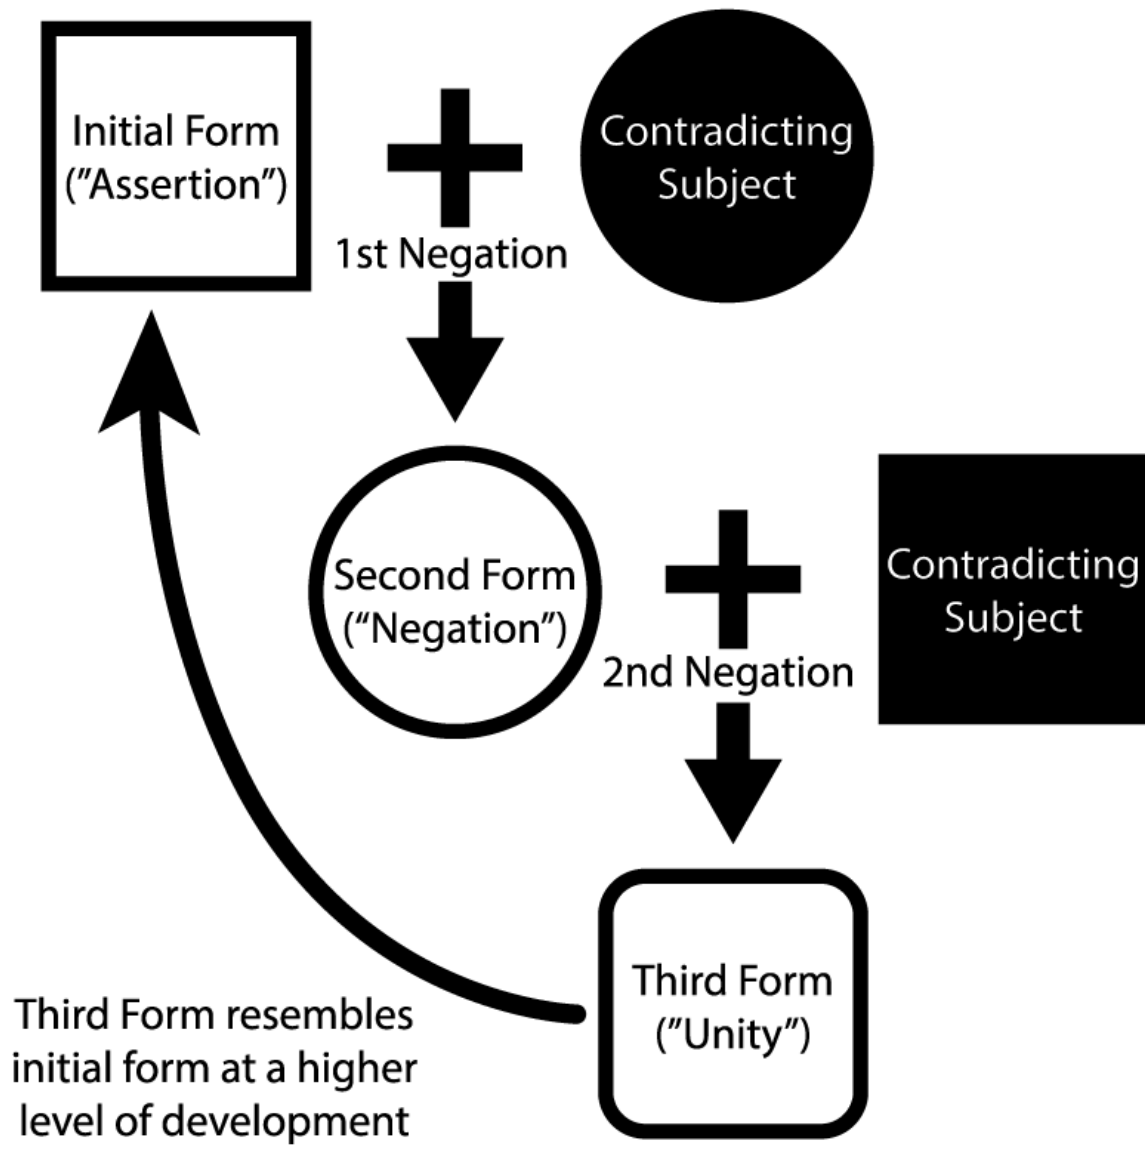 Initial Form
(”Assertion”)
Contradicting
Subject
1st Negation
Second Form
(“Negation”)
Contradicting
Subject
2nd Negation
Third Form
(”Unity”)
Third Form resembles
initial form at a higher
level of development